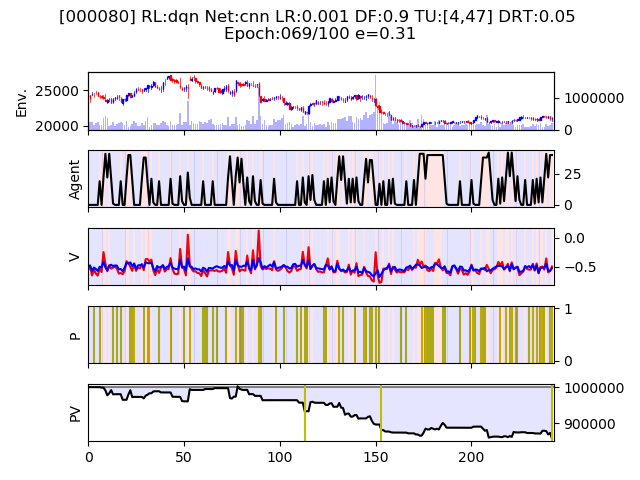 [000080] RL:dqn Net:cnn LR:0.001 DF:0.9 TU:[4,47] DRT:0.05
Epoch:069/100 e=0.31
Env.
25000
20000
1000000
0
Agent
25
0
V
0.0
−0.5
P
1
0
PV
1000000
900000
0 50 100 150 200